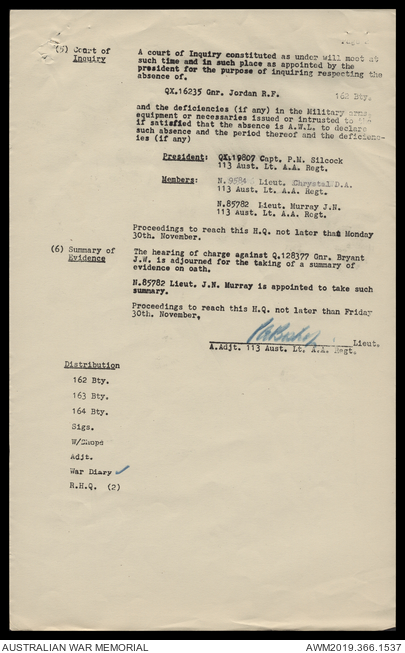 (5) Court of Inquiry
A court of Inquiry constituted as under will meet at
such time and in such place as appointed by the
president for the purpose of inquiring respecting the
absence of.
QX.16235 Gnr. Jordan R.F. 162 Bty.
and the deficiencies (if any) in the Military arms
equipment or necessaries issued or intrusted to
if satisfied that the absence is A.W.L. to declare
such absence and the period thereof and the deficienc-
ies (if any)
President: QX.19807 Capt. P.M. Silcock
113 Aust. Lt. A.A. Regt.
Members: Lieut. Chrystal D.A.
113 Aust. Lt. A.A. Regt.
N.85782 Lieut. Murray J.N.
113 Aust. Lt. A.A. Regt.
Proceedings to reach this H.Q. not later than Monday
30th. November.
(6) Summary of Evidence
The hearing of charge against Q.128377 Gnr. Bryant
J.W. is adjourned for the taking of a summary of
evidence on oath.
N.85782 Lieut. J.N. Murray is appointed to take such
summary.
Proceedings to reach this H.Q. not later than Friday
30th. November.
Lieut.
A.Adjt. 113 Aust. Lt. A.A. Regt.
Distribution
162 Bty.
163 Bty.
164 Bty.
Sigs.
W/Shops
Adjt.
War Diary ✓
R.H.Q. (2)
AUSTRALIAN WAR MEMORIAL
AWM2019.366.1537